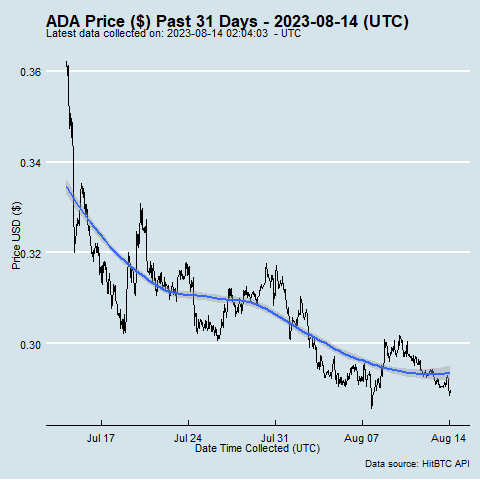 ADA Price ($) Past 31 Days - 2023-08-14 (UTC)
Latest data collected on: 2023-08-14 02:04:03 - UTC
0.36
0.34
0.32
0.30
Price USD ($)
Jul 17
Jul 24
Jul 31
Aug 07
Aug 14
Date Time Collected (UTC)
Data source: HitBTC API